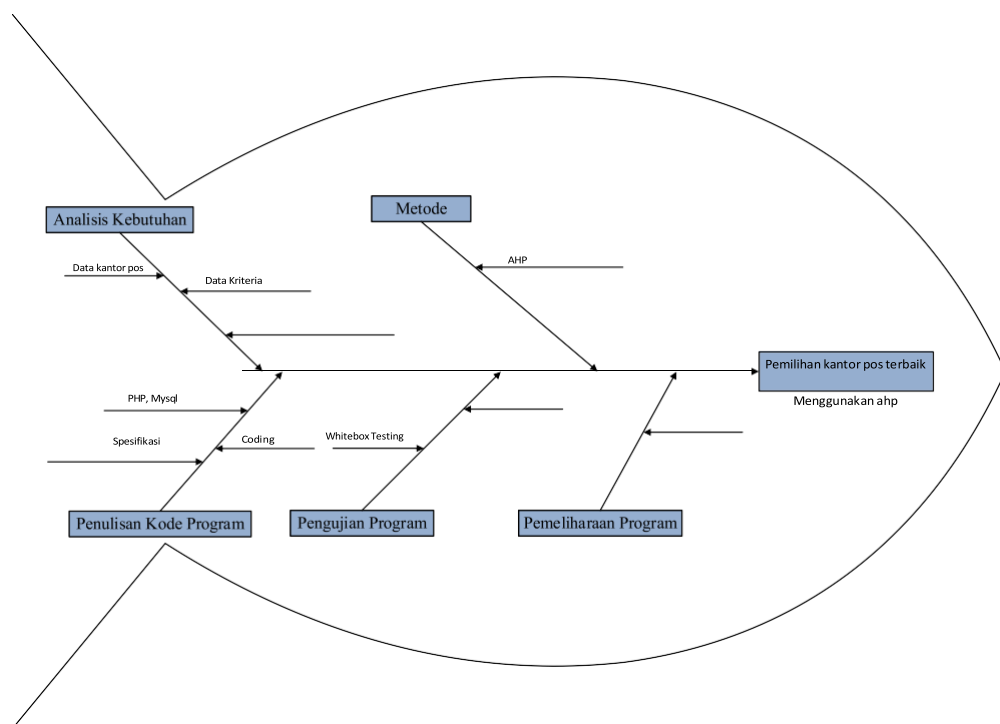 Analisis Kebutuhan
Metode
Data kantor pos
AHP
Data Kriteria
Pemilihan kantor pos terbaik
Menggunakan ahp
PHP, Mysql
Spesifikasi
Coding
Whitebox Testing
Penulisan Kode Program
Pengujian Program
Pemeliharaan Program